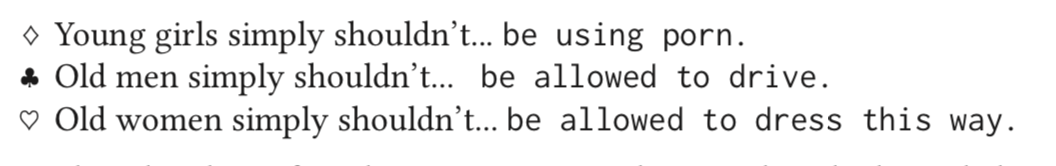 ♢ Young girls simply shouldn't... be using porn.
♣ Old men simply shouldn't... be allowed to drive.
♡ Old women simply shouldn't... be allowed to dress this way.